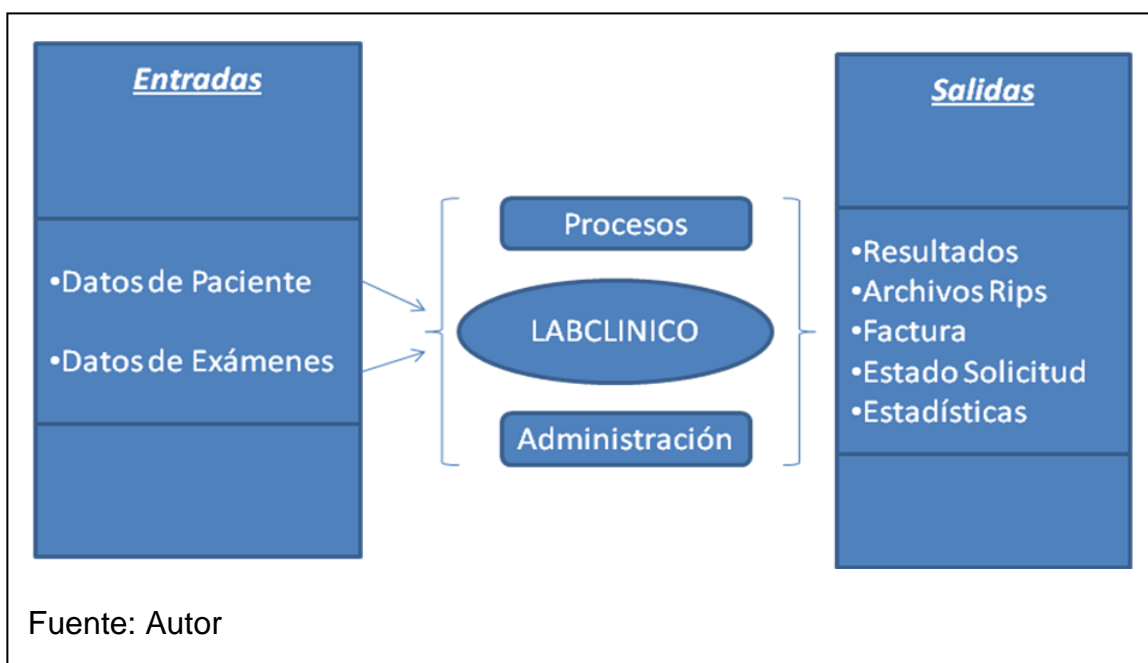 Entradas
•Datos de Paciente
•Datos de Exámenes
Procesos
LABCLINICO
Administración
Salidas
•Resultados
•Archivos Rips
•Factura
•Estado Solicitud
•Estadísticas
Fuente: Autor